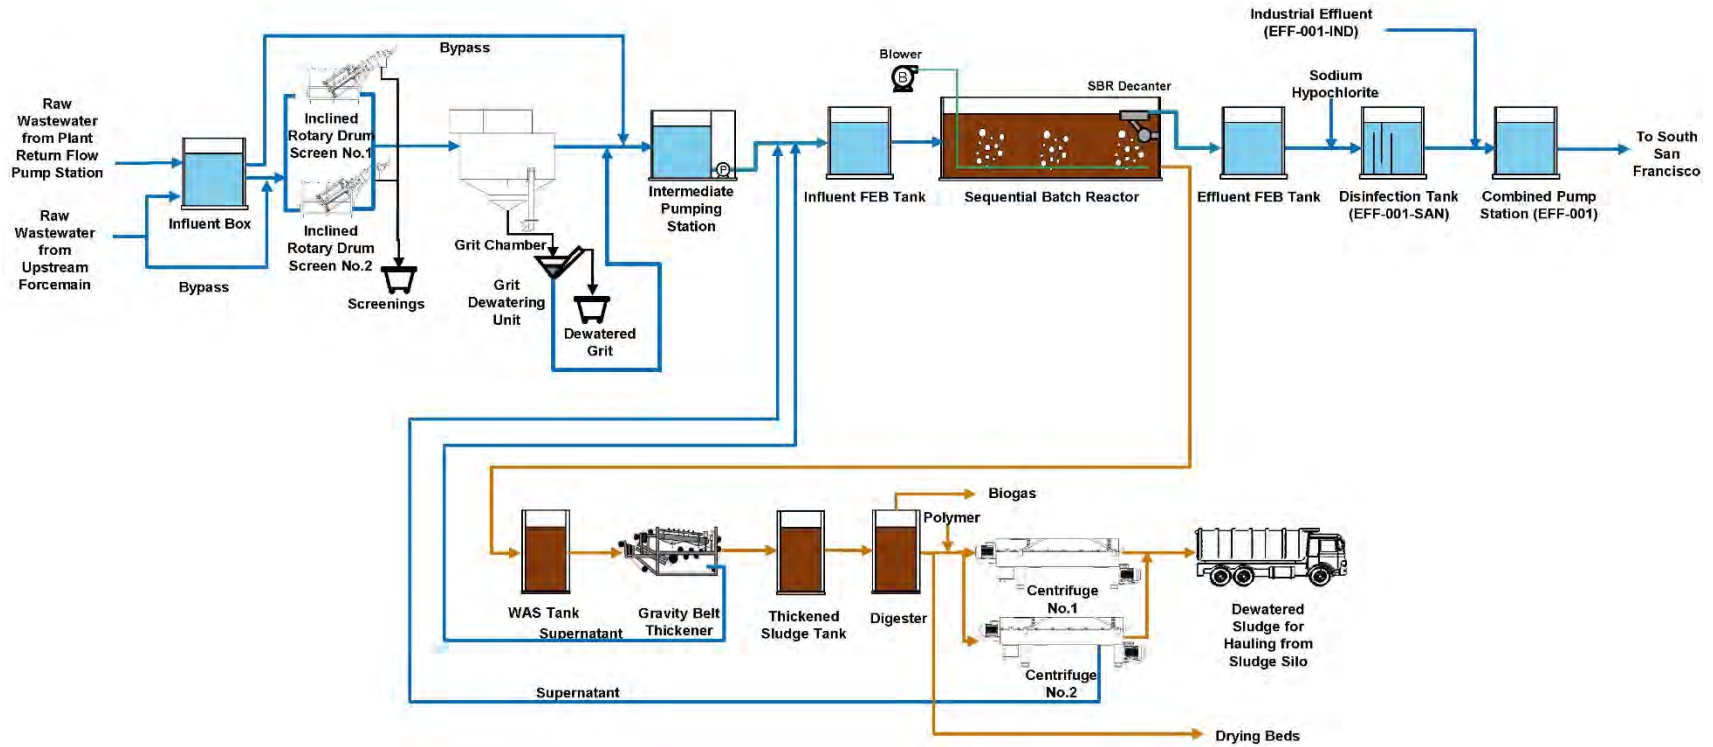 Industrial Effluent
(EFF-001-IND)
Bypass
Blower
B
SBR Decanter
Sodium
Hypochlorite
Raw
Wastewater
from Plant
Return Flow
Pump Station
Inclined
Rotary Drum
Screen No.1
To South
San
Francisco
P
Influent Box
Intermediate
Pumping
Station
Influent FEB Tank
Sequential Batch Reactor
Effluent FEB Tank
Disinfection Tank
(EFF-001-SAN)
Combined Pump
Station (EFF-001)
Raw
Wastewater
from
Upstream
Forcemain
Inclined
Rotary Drum
Screen No.2
Grit Chamber
Bypass
Screenings
Grit
Dewatering
Unit
Dewatered
Grit
Biogas
Polymer
WAS Tank
Gravity Belt
Thickener
Supernatant
Thickened
Sludge Tank
Digester
Centrifuge
No.1
Dewatered
Sludge for
Hauling from
Sludge Silo
Centrifuge
No.2
Supernatant
Drying Beds